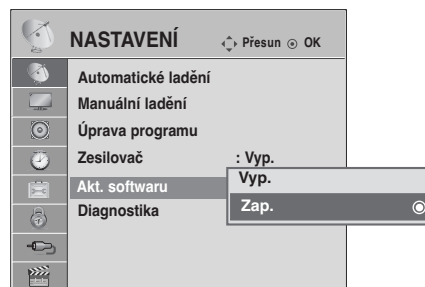 NASTAVENÍ Přesun OK
Automatické ladění
Manuální ladění
Úprava programu
Zesilovač : Vyp.
Akt. softwaru
Vyp.
Zap.
Diagnostika